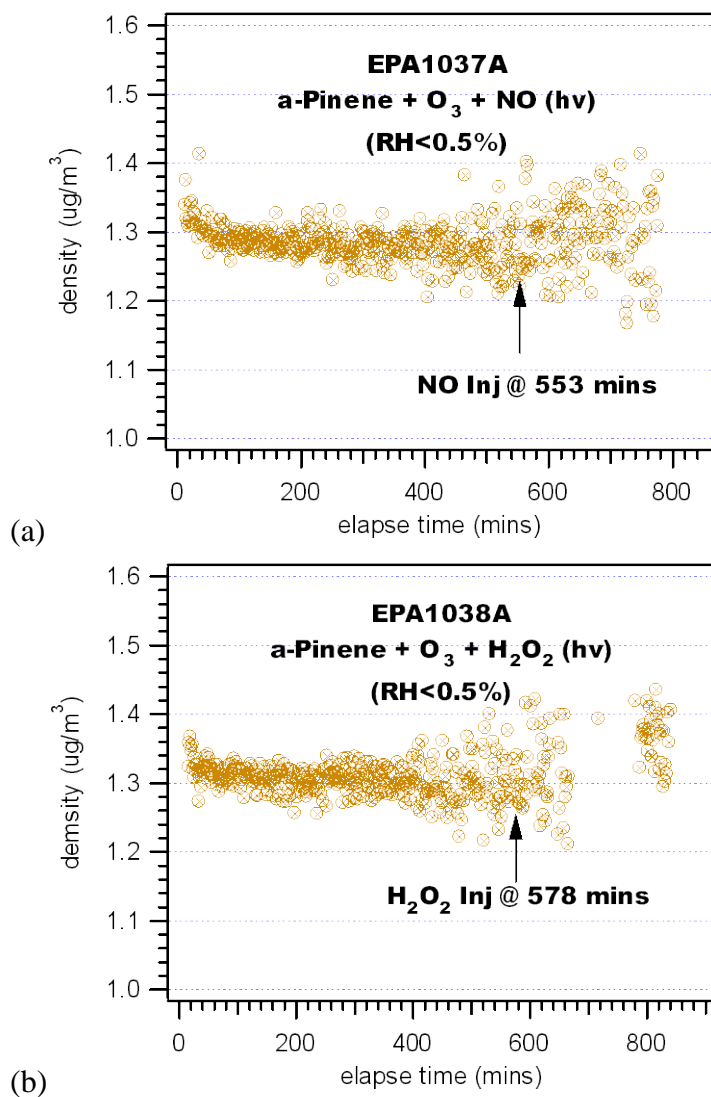 1.6
1.5
1.4
1.3
1.2
1.1
1.0
density (ug/m³)
EPA1037A
a-Pinene + O₃ + NO (hv)
(RH<0.5%)
NO Inj @ 553 mins
0 200 400 600 800
elapse time (mins)
(a)
1.6
1.5
1.4
1.3
1.2
1.1
1.0
demsity (ug/m³)
EPA1038A
a-Pinene + O₃ + H₂O₂ (hv)
(RH<0.5%)
H₂O₂ Inj @ 578 mins
0 200 400 600 800
elapse time (mins)
(b)